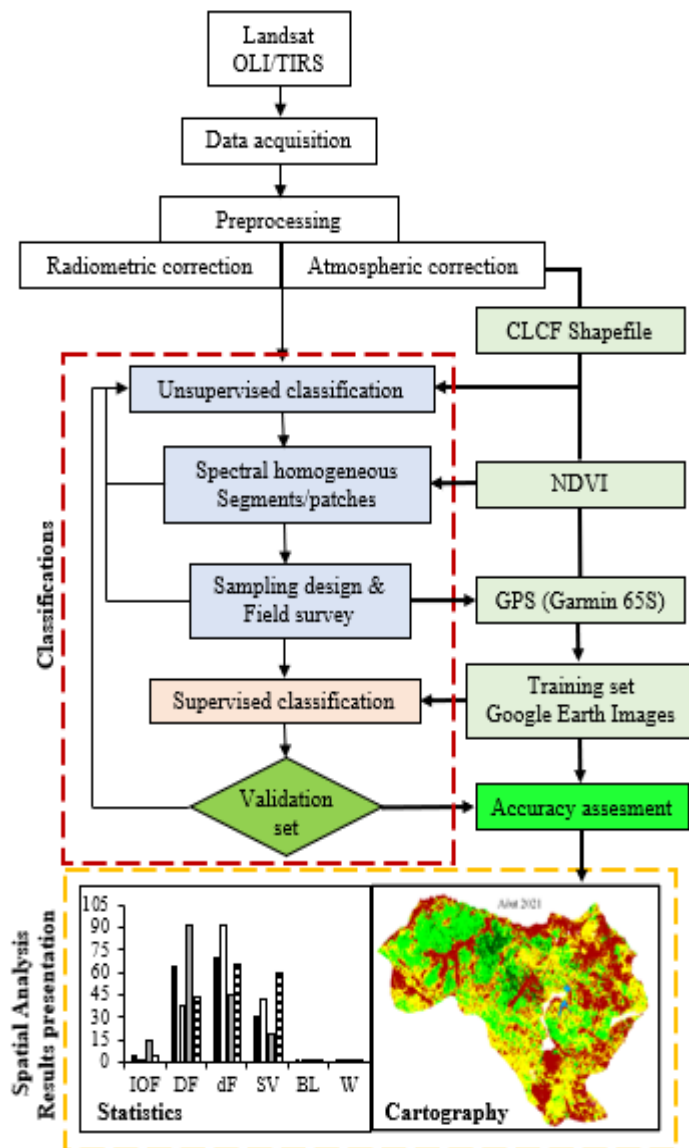 Landsat
OLI/TIRS
Data acquisition
Preprocessing
Radiometric correction
Atmospheric correction
CLCF Shapefile
Unsupervised classification
Spectral homogeneous
Segments/patches
NDVI
Sampling design &
Field survey
GPS (Garmin 65S)
Supervised classification
Training set
Google Earth Images
Validation
set
Accuracy assesment
Classifications
Spatial Analysis
Results presentation
105
90
75
60
45
30
15
0
IOF DF dF SV BL W
Statistics
2021
Cartography